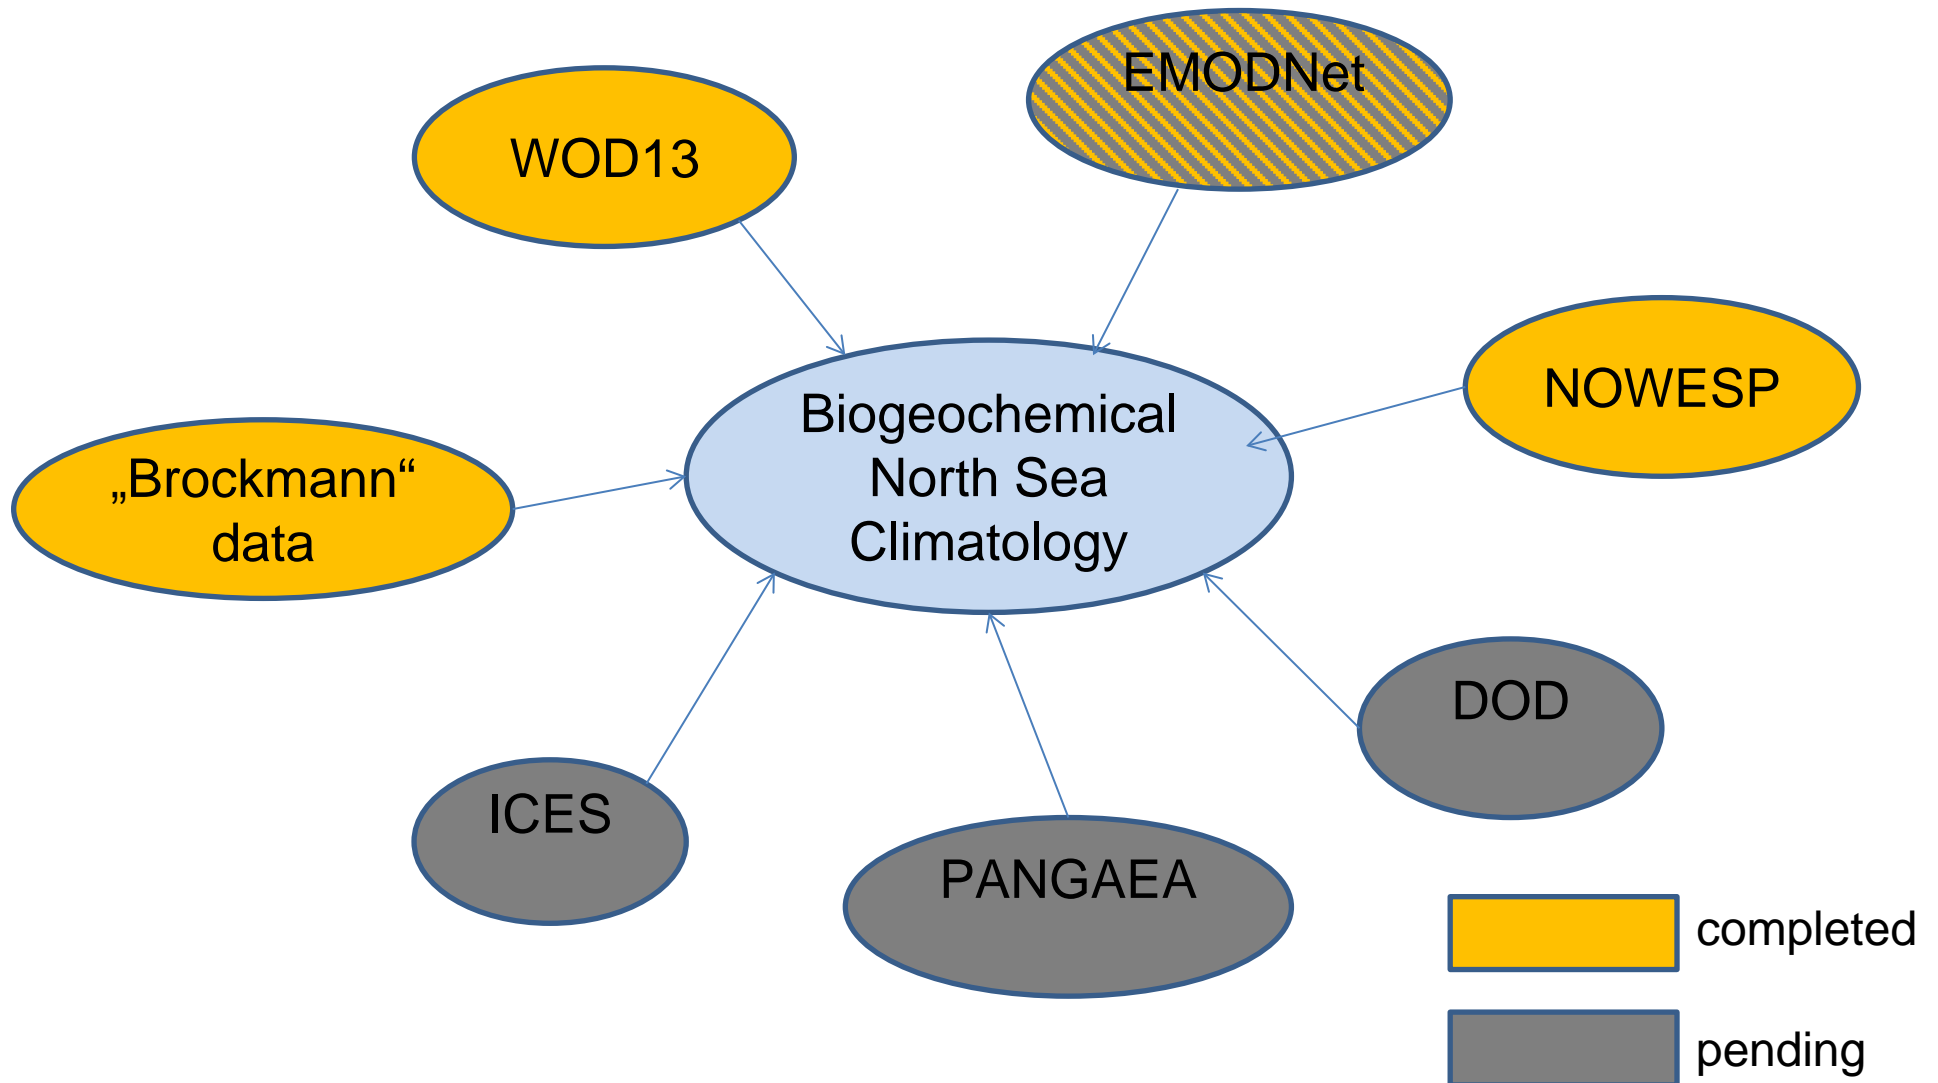 EMODNet
WOD13
NOWESP
Biogeochemical
North Sea
Climatology
„Brockmann“
data
DOD
ICES
PANGAEA
completed
pending